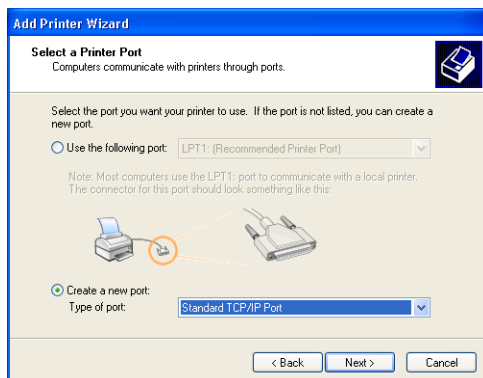 Add Printer Wizard
Select a Printer Port
Computers communicate with printers through ports.
Select the port you want your printer to use. If the port is not listed, you can create a
new port.
Use the following port: LPT1: (Recommended Printer Port)
Note: Most computers use the LPT1: port to communicate with a local printer.
The connector for this port should look something like this:
Create a new port:
Type of port: Standard TCP/IP Port
< Back Next > Cancel